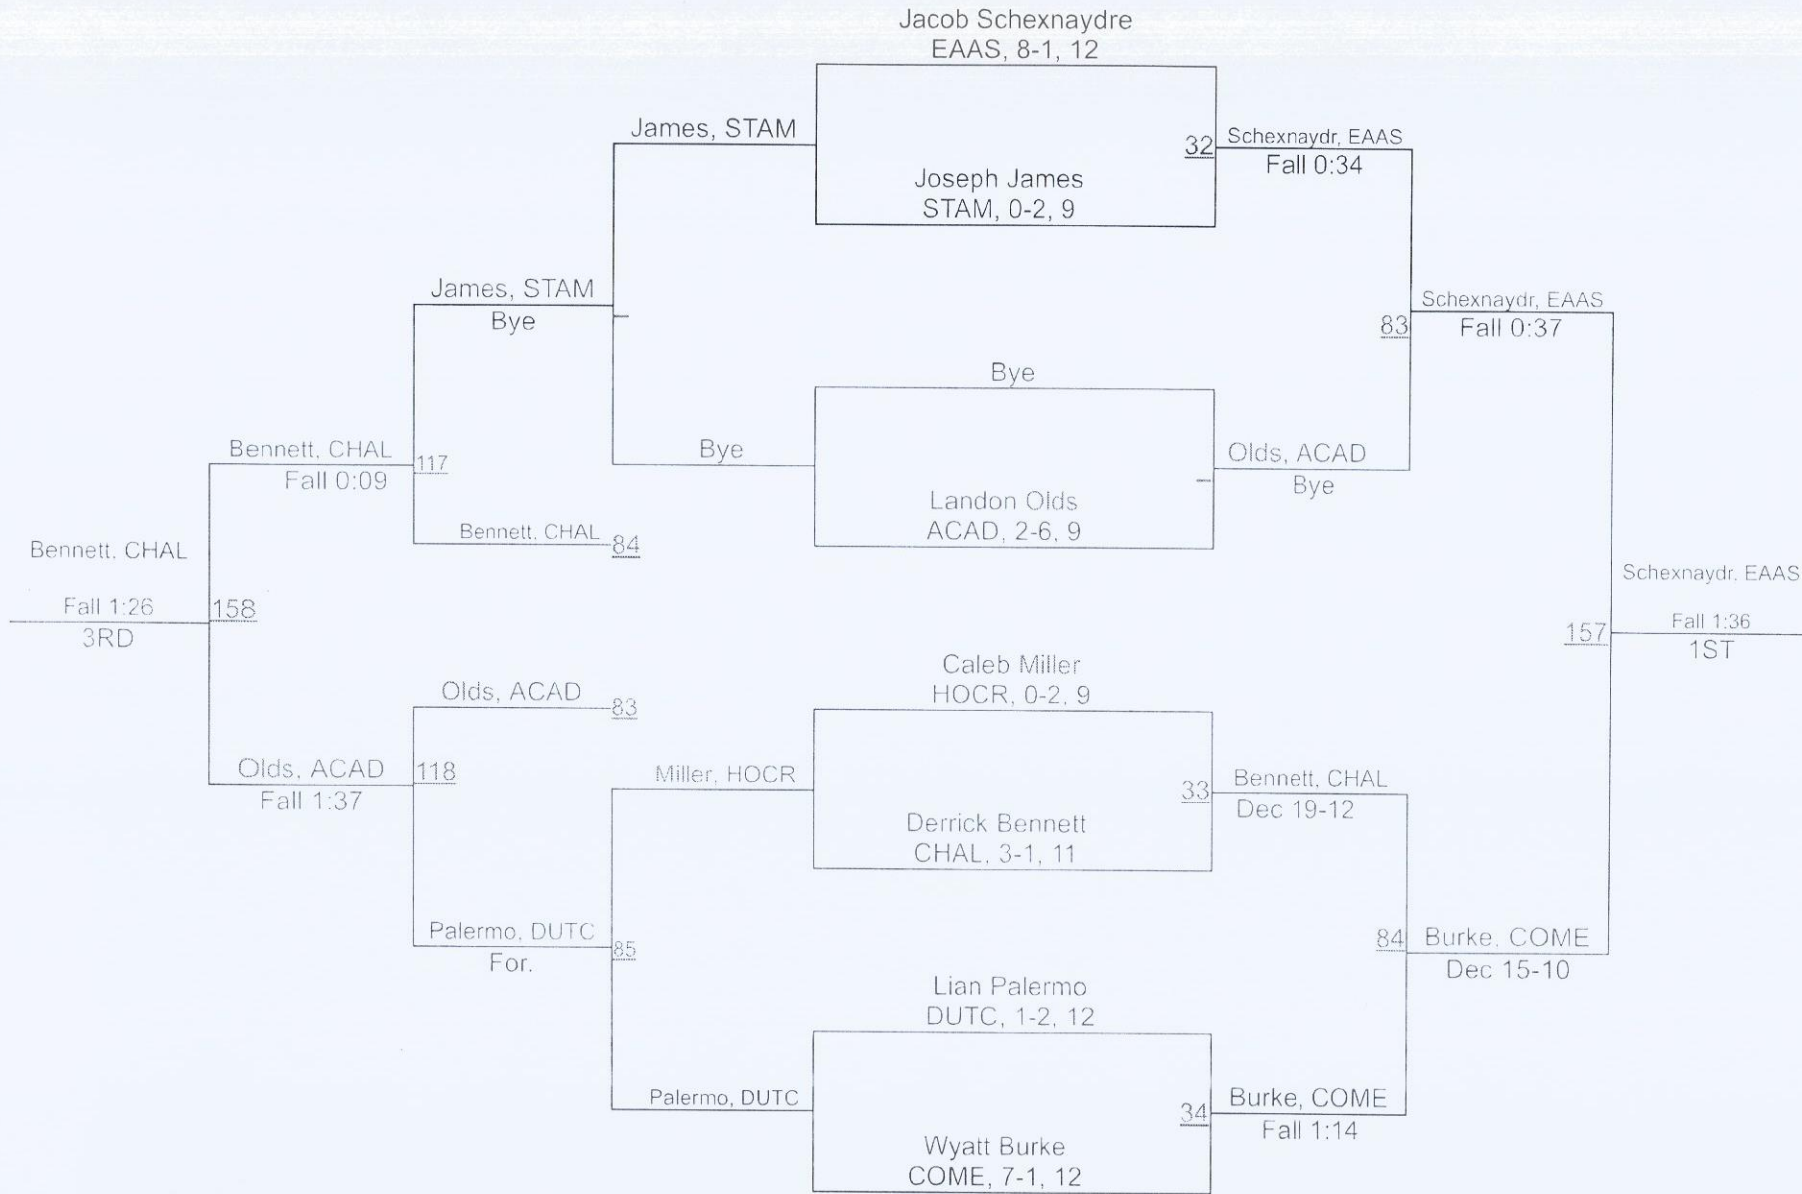 Jacob Schexnaydre
EAAS, 8-1, 12
James, STAM
32
Schexnaydr, EAAS
Fall 0:34
Joseph James
STAM, 0-2, 9
James, STAM
Bye
Schexnaydr, EAAS
Fall 0:37
83
Bye
Bennett, CHAL
Fall 0:09
117
Bye
Olds, ACAD
Bye
Landon Olds
ACAD, 2-6, 9
Bennett, CHAL
84
Bennett, CHAL
Fall 1:26
3RD
158
Schexnaydr, EAAS
Fall 1:36
1ST
157
Caleb Miller
HOCR, 0-2, 9
Olds, ACAD
83
Olds, ACAD
Fall 1:37
118
Miller, HOCR
33
Bennett, CHAL
Dec 19-12
Derrick Bennett
CHAL, 3-1, 11
Palermo, DUTC
For.
85
84
Burke, COME
Dec 15-10
Lian Palermo
DUTC, 1-2, 12
Palermo, DUTC
34
Burke, COME
Fall 1:14
Wyatt Burke
COME, 7-1, 12